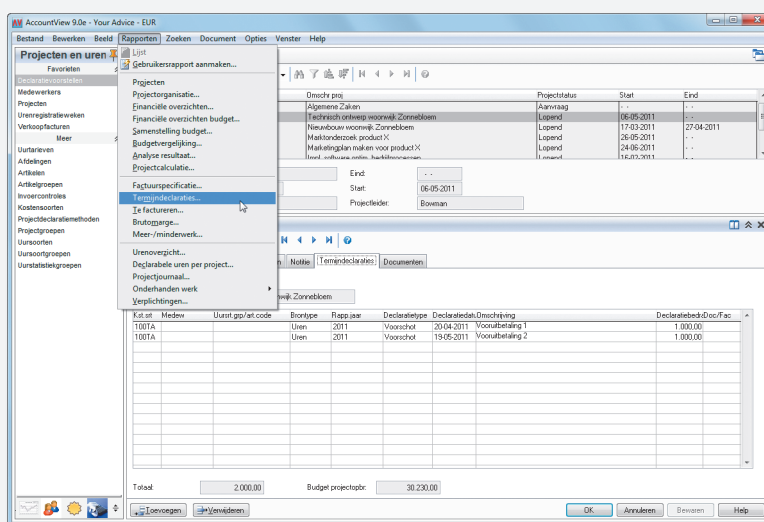 AccountView 9.0e - Your Advice - EUR
Bestand Bewerken Beeld Rapporten Zoeken Document Opties Venster Help
Projecten en uren
Favorieten
Declaratievoorstellen
Medewerkers
Projecten
Urenregistratieweken
Verkoopfacturen
Meer
Uurtarieven
Afdelingen
Artikelen
Artikelgroepen
Invoercontroles
Kostensoorten
Projectdeclaratiemethoden
Projectgroepen
Uursoorten
Uursoortgroepen
Uurstatistiekgroepen
Lijst
Gebruikersrapport aanmaken...
Projecten
Projectorganisatie...
Financiële overzichten...
Financiële overzichten budget...
Samenstelling budget...
Budgetvergelijking...
Analyse resultaat...
Projectcalculatie...
Factuurspecificatie...
Termijndeclaraties...
Te factureren...
Brutomarge...
Meer-/minderwerk...
Urenoverzicht...
Declarabele uren per project...
Projectjournaal...
Onderhanden werk
Verplichtingen...
Omschr proj Projectstatus Start Eind
Algemene Zaken Aanvraag - - - -
Technisch ontwerp woonwijk Zonnebloem Lopend 06-05-2011 - -
Nieuwbouw woonwijk Zonnebloem Lopend 17-03-2011 27-04-2011
Marktonderzoek product X Lopend 26-05-2011 - -
Marketingplan maken voor product X Lopend 24-06-2011 - -
Impl. software optim. bedrijfsprocessen Lopend 16-02-2011 - -
Eind: - -
Start: 06-05-2011
Projectleider: Bowman
Notitie Termijndeclaraties Documenten
Zonnebloem
Kst.srt Medew Uursrt.grp/art.code Brontype Rapp.jaar Declaratietype Declaratiedatu Omschrijving Declaratiebedra Doc/Fac
100TA Uren 2011 Voorschot 20-04-2011 Vooruitbetaling 1 1.000,00
100TA Uren 2011 Voorschot 19-05-2011 Vooruitbetaling 2 1.000,00
Totaal: 2.000,00 Budget projectopbr: 30.230,00
Toevoegen Verwijderen OK Annuleren Bewaren Help